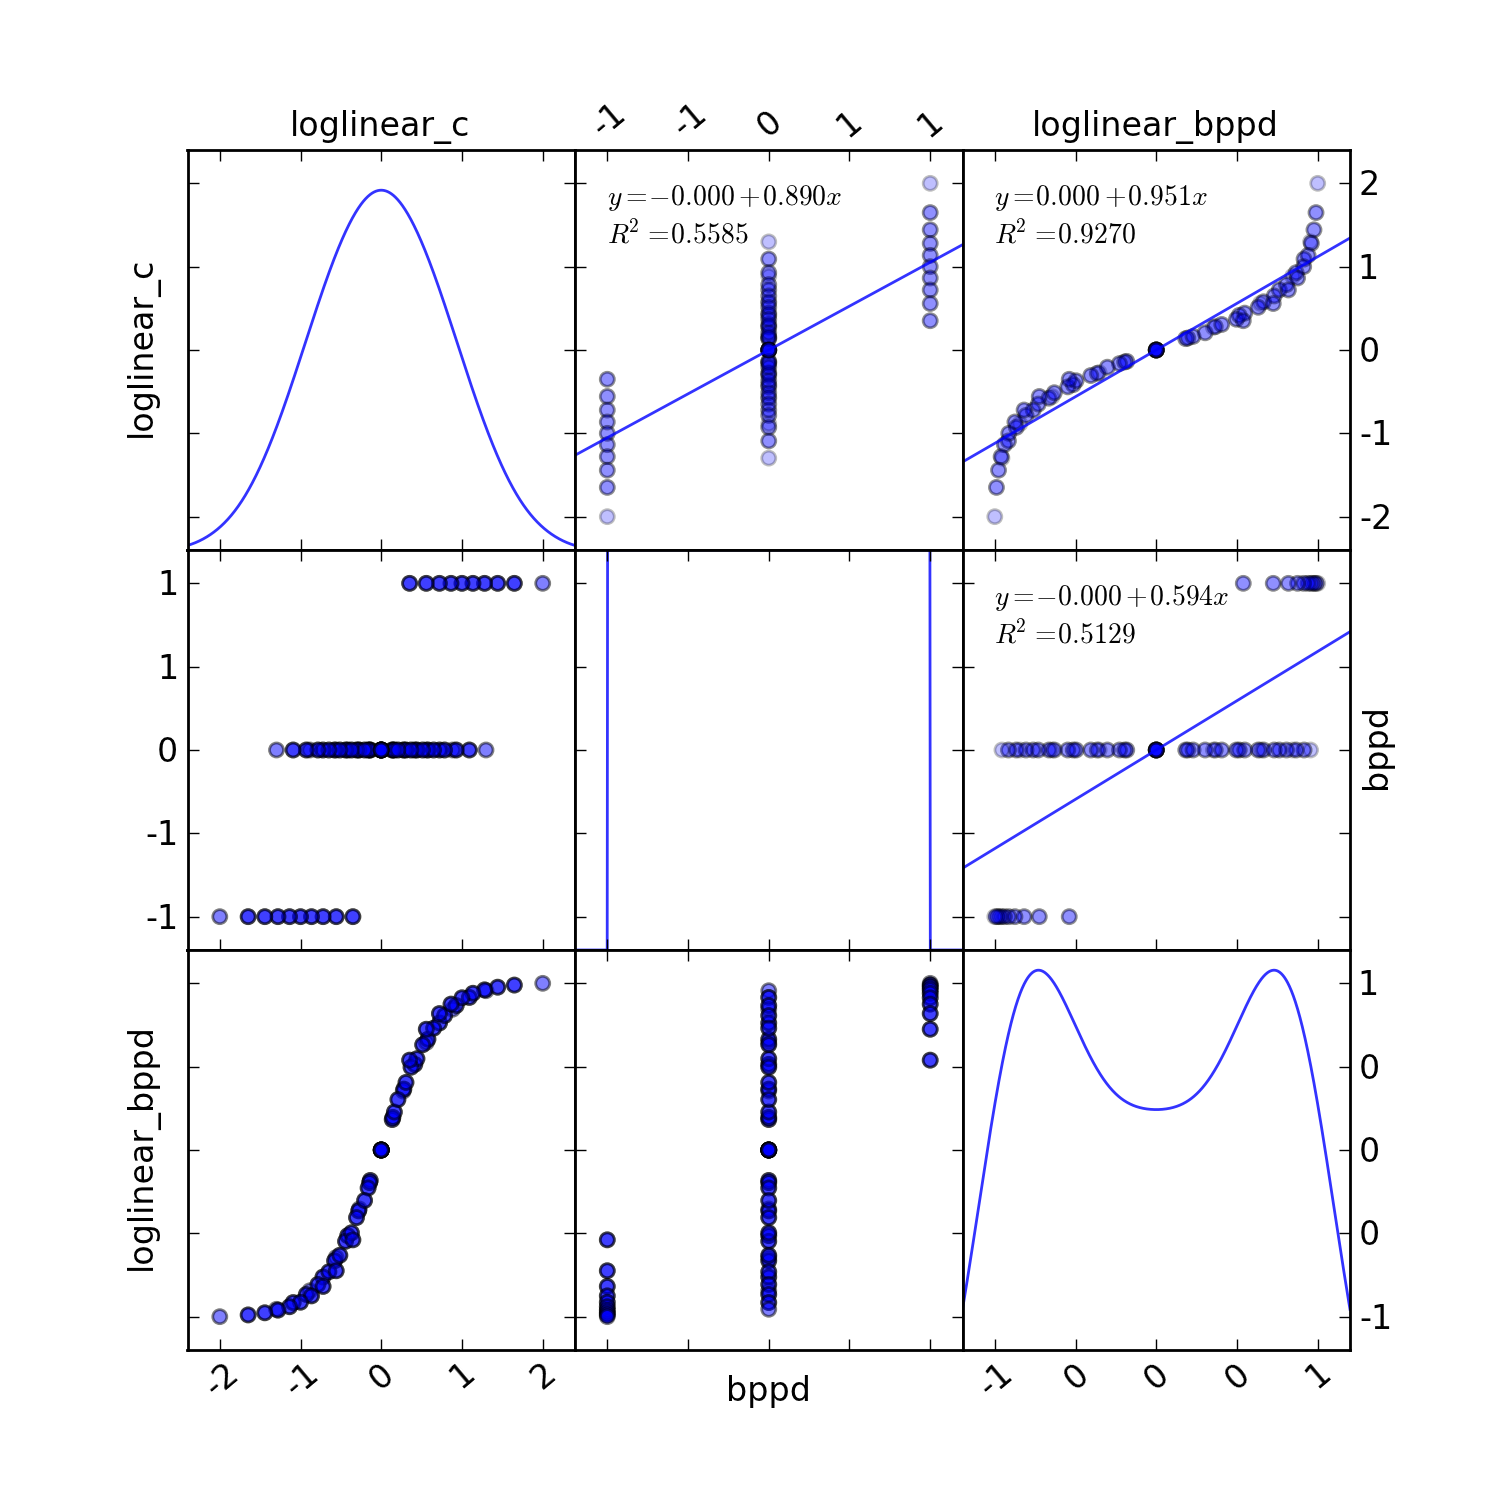 loglinear_c
-1 -1 0 1 1
loglinear_bppd
loglinear_c
y=−0.000+0.890x
R² =0.5585
y=0.000+0.951x
R² =0.9270
2
1
0
-1
-2
1
1
0
-1
-1
y=−0.000+0.594x
R² =0.5129
bppd
loglinear_bppd
1
0
0
0
-1
-2 -1 0 1 2
bppd
-1 0 0 0 1